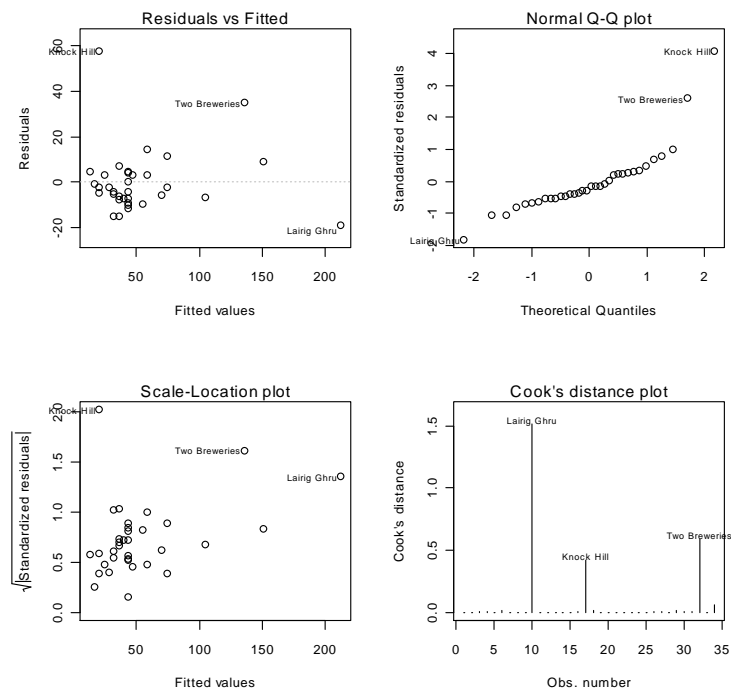 Residuals vs Fitted
Residuals
-20 0 20 40 60
Knock Hill
Two Breweries
Lairig Ghru
50 100 150 200
Fitted values
Normal Q-Q plot
Standardized residuals
-2 -1 0 1 2 3 4
Knock Hill
Two Breweries
Lairig Ghru
-2 -1 0 1 2
Theoretical Quantiles
Scale-Location plot
√|Standardized residuals|
0.0 0.5 1.0 1.5 2.0
Knock Hill
Two Breweries
Lairig Ghru
50 100 150 200
Fitted values
Cook's distance plot
Cook's distance
0.0 0.5 1.0 1.5
Lairig Ghru
Knock Hill
Two Breweries
0 5 10 15 20 25 30 35
Obs. number